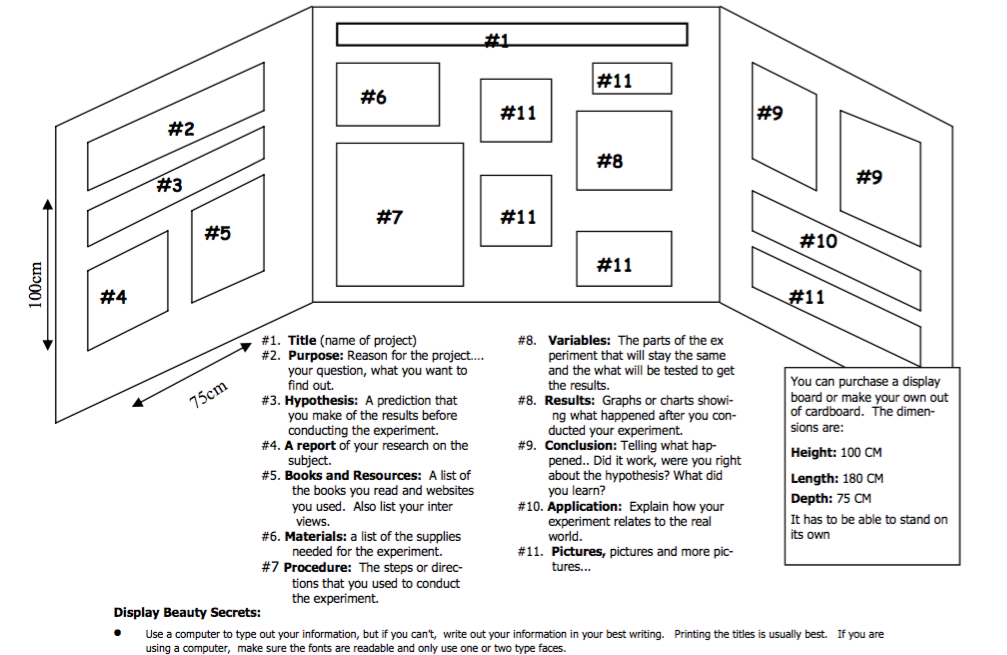 #1
#2
#3
#5
#4
#6
#7
#11
#11
#11
#8
#11
#9
#9
#10
#11
100cm
75cm
#1. Title (name of project)
#2. Purpose: Reason for the project....
your question, what you want to
find out.
#3. Hypothesis: A prediction that
you make of the results before
conducting the experiment.
#4. A report of your research on the
subject.
#5. Books and Resources: A list of
the books you read and websites
you used. Also list your inter
views.
#6. Materials: a list of the supplies
needed for the experiment.
#7 Procedure: The steps or direc-
tions that you used to conduct
the experiment.
#8. Variables: The parts of the ex
periment that will stay the same
and the what will be tested to get
the results.
#8. Results: Graphs or charts showi-
ng what happened after you con-
ducted your experiment.
#9. Conclusion: Telling what hap-
pened.. Did it work, were you right
about the hypothesis? What did
you learn?
#10. Application: Explain how your
experiment relates to the real
world.
#11. Pictures, pictures and more pic-
tures...
You can purchase a display
board or make your own out
of cardboard. The dimen-
sions are:
Height: 100 CM
Length: 180 CM
Depth: 75 CM
It has to be able to stand on
its own
Display Beauty Secrets:
● Use a computer to type out your information, but if you can't, write out your information in your best writing. Printing the titles is usually best. If you are
using a computer, make sure the fonts are readable and only use one or two type faces.